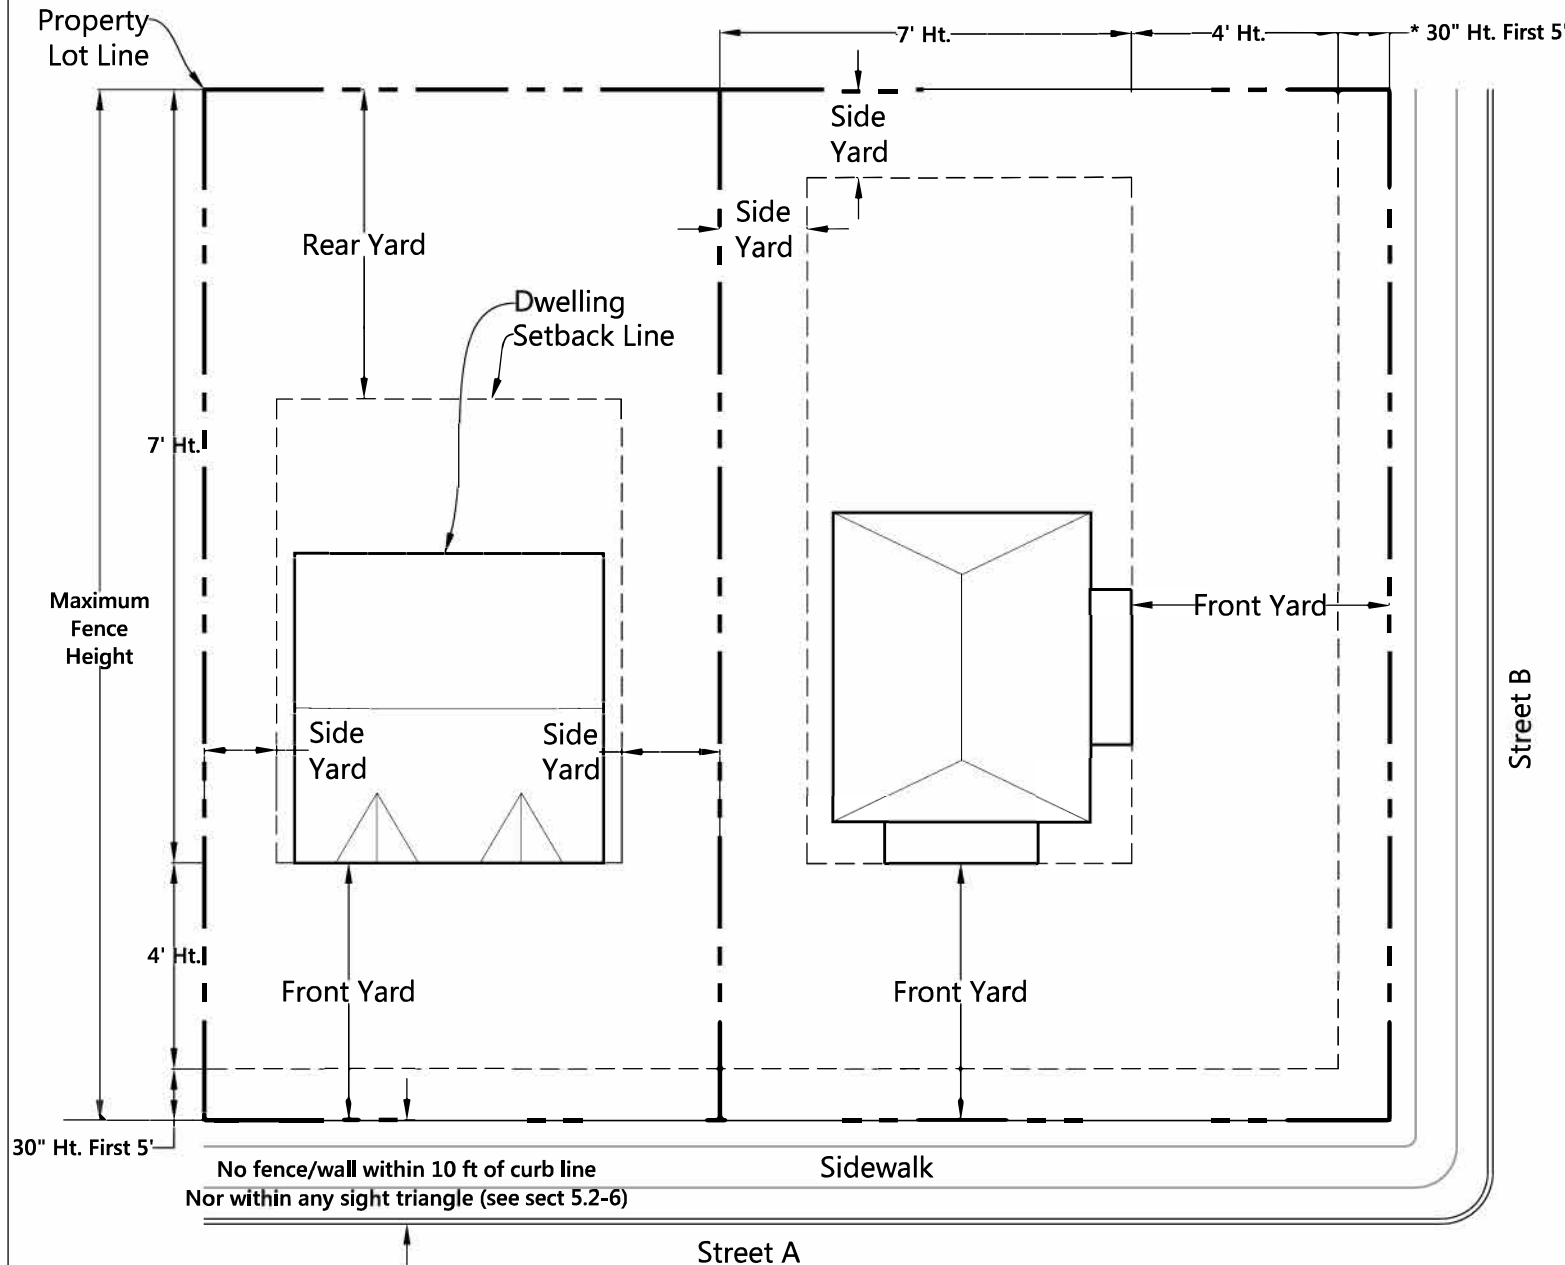 Property
Lot Line
7' Ht.
4' Ht.
* 30" Ht. First 5'
Side
Yard
Side
Yard
Rear Yard
Dwelling
Setback Line
7' Ht.
Maximum
Fence
Height
Front Yard
Street B
Side
Yard
Side
Yard
4' Ht.
Front Yard
Front Yard
30" Ht. First 5'
No fence/wall within 10 ft of curb line
Nor within any sight triangle (see sect 5.2-6)
Sidewalk
Street A